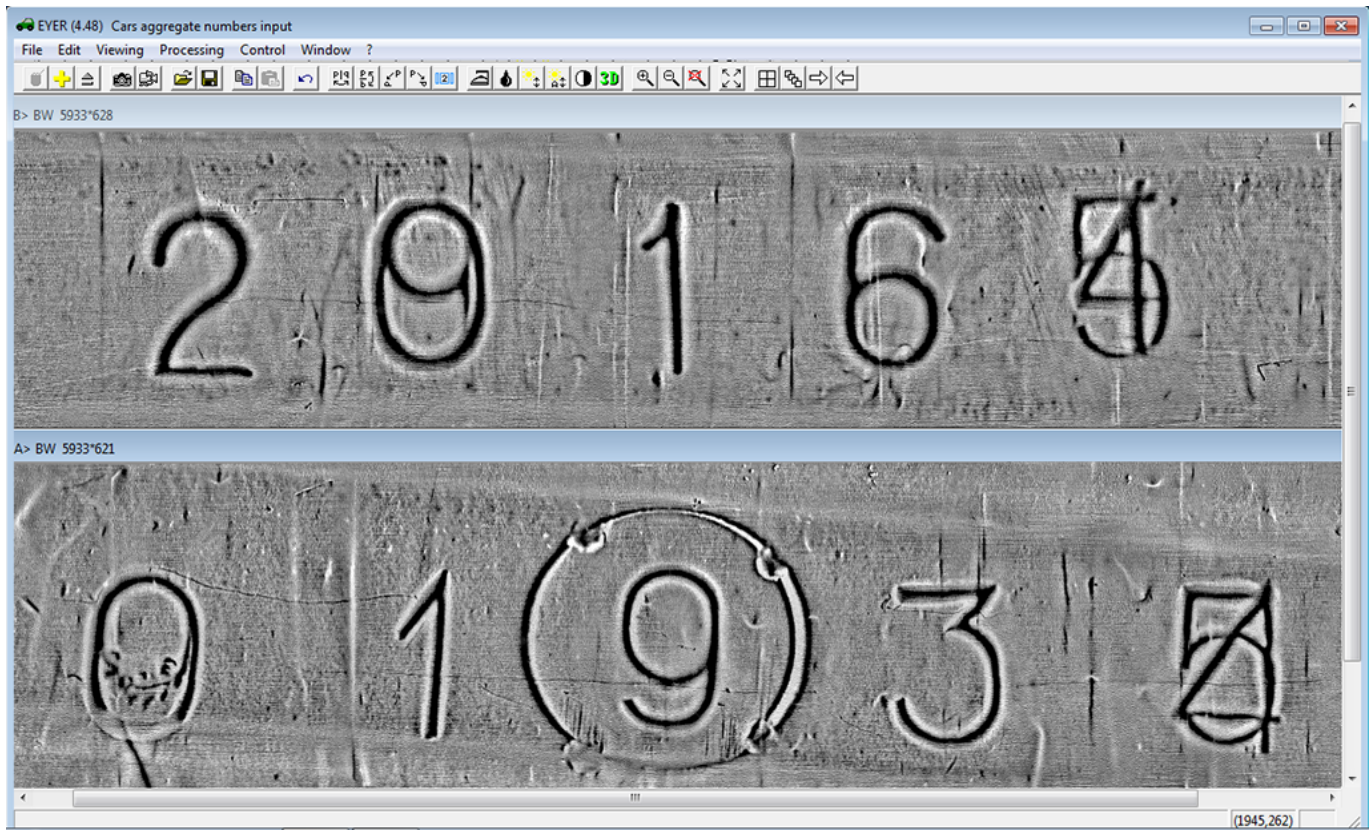 EYER (4.48) Cars aggregate numbers input
File Edit Viewing Processing Control Window ?
3D
B> BW 5933*628
2 1 6
A> BW 5933*621
0 1 9 3
(1945,262)